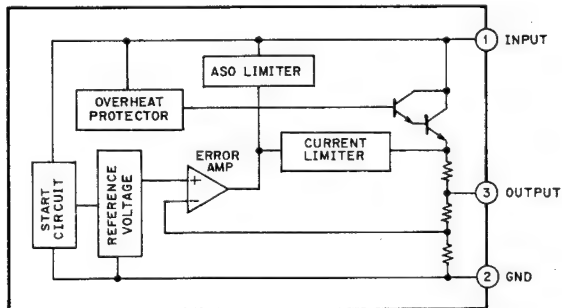 1 INPUT
ASO LIMITER
OVERHEAT
PROTECTOR
CURRENT
LIMITER
ERROR
AMP
START
CIRCUIT
REFERENCE
VOLTAGE
+
−
3 OUTPUT
2 GND